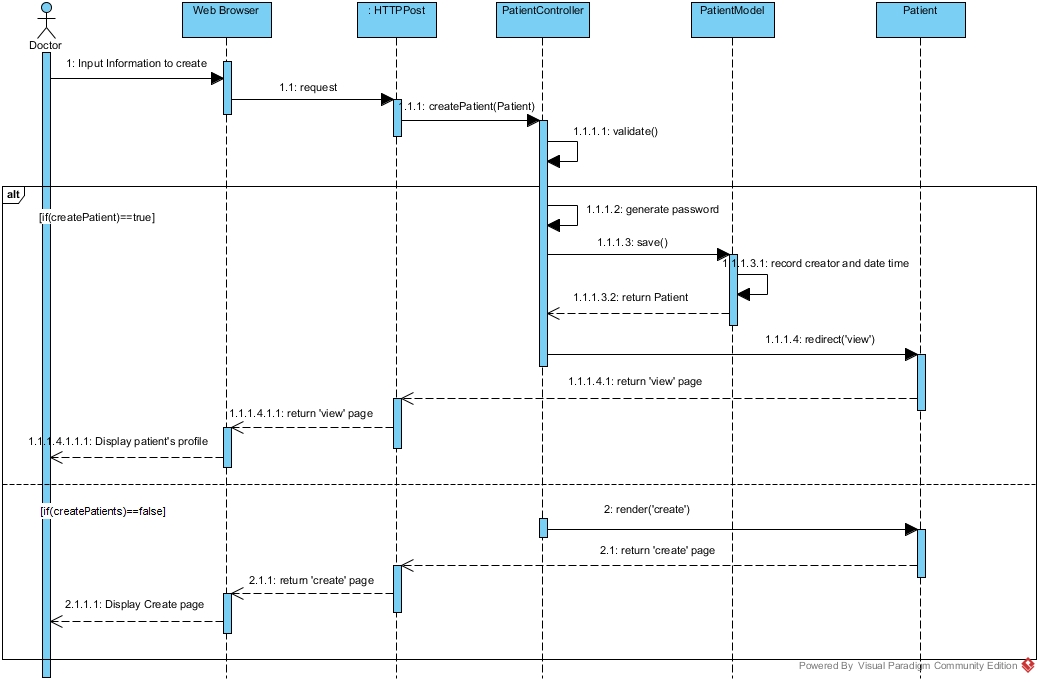 Web Browser
: HTTPPost
PatientController
PatientModel
Patient
Doctor
1: Input Information to create
1.1: request
1.1.1: createPatient(Patient)
1.1.1.1: validate()
alt
[if(createPatient)==true]
1.1.1.2: generate password
1.1.1.3: save()
1.1.1.3.1: record creator and date time
1.1.1.3.2: return Patient
1.1.1.4: redirect('view')
1.1.1.4.1: return 'view' page
1.1.1.4.1.1: return 'view' page
1.1.1.4.1.1.1: Display patient's profile
[if(createPatients)==false]
2: render('create')
2.1: return 'create' page
2.1.1: return 'create' page
2.1.1.1: Display Create page
Powered By Visual Paradigm Community Edition